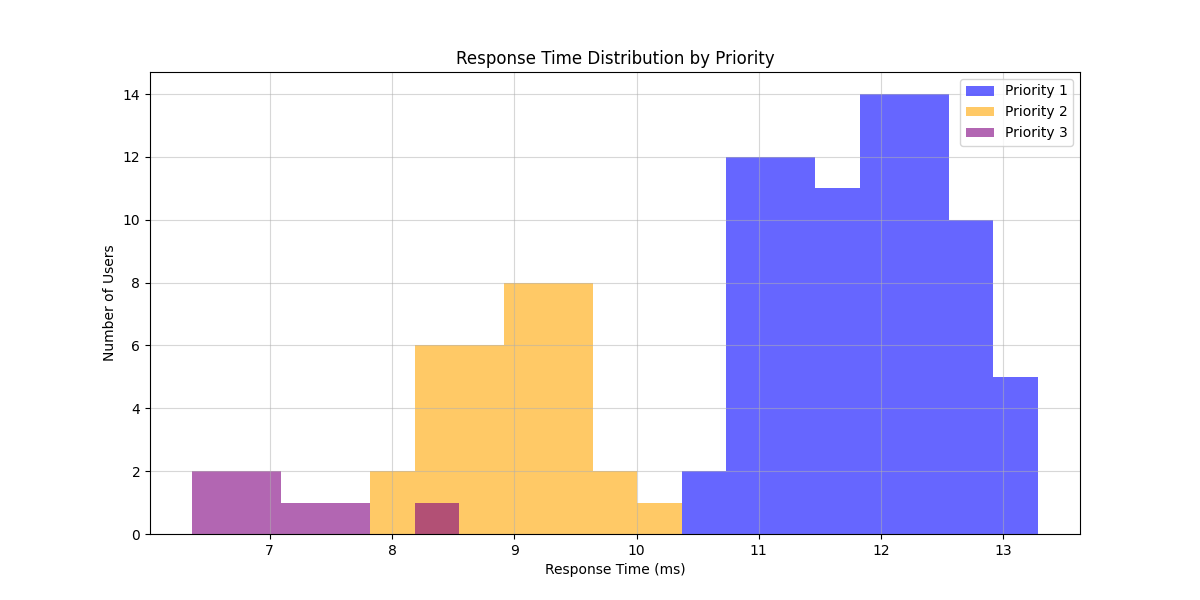 Response Time Distribution by Priority
Priority 1
Priority 2
Priority 3
Number of Users
14
12
10
8
6
4
2
0
7 8 9 10 11 12 13
Response Time (ms)